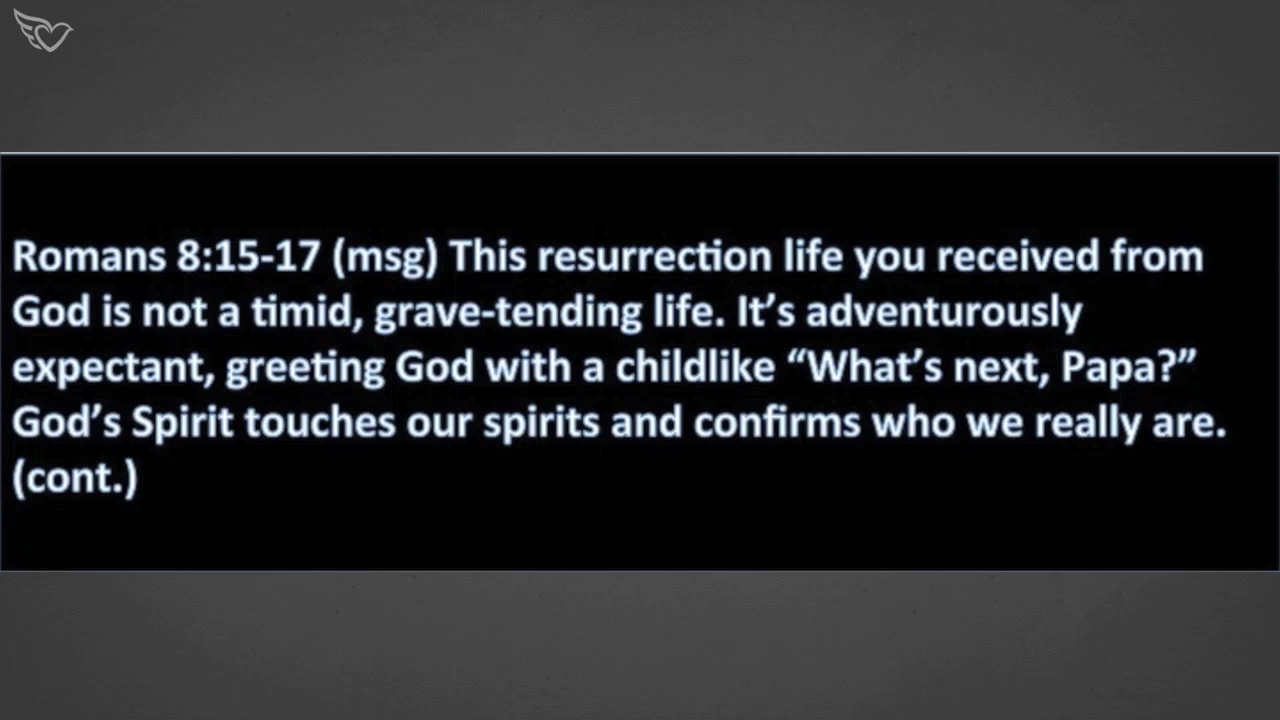 Romans 8:15-17 (msg) This resurrection life you received from
God is not a timid, grave-tending life. It’s adventurously
expectant, greeting God with a childlike “What’s next, Papa?”
God’s Spirit touches our spirits and confirms who we really are.
(cont.)